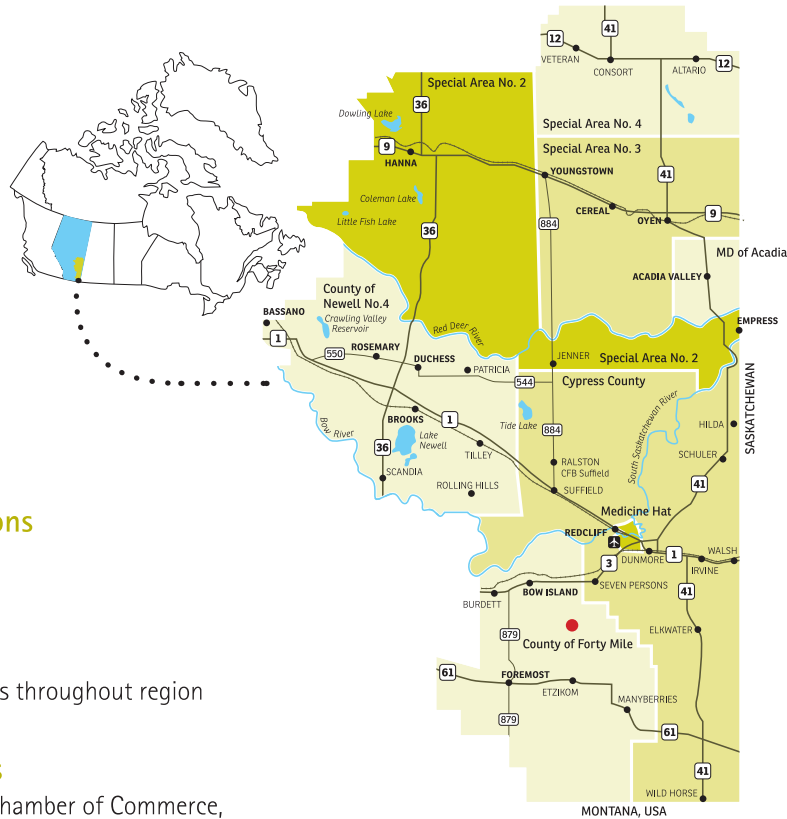 41
12
VETERAN
CONSORT
ALTARIO
12
Special Area No. 2
36
Dowling Lake
Special Area No. 4
9
HANNA
Special Area No. 3
YOUNGSTOWN
41
Coleman Lake
CEREAL
9
OYEN
Little Fish Lake
884
36
MD of Acadia
ACADIA VALLEY
County of
Newell No.4
BASSANO
Crawling Valley
Reservoir
EMPRESS
Red Deer
River
1
550
ROSEMARY
DUCHESS
JENNER
Special Area No. 2
PATRICIA
544
Cypress County
SASKATCHEWAN
BROOKS
1
Tide Lake
South Saskatchewan River
Bow River
884
HILDA
36
Lake
Newell
TILLEY
SCHULER
RALSTON
CFB Suffield
SCANDIA
41
ROLLING HILLS
SUFFIELD
Medicine Hat
ons
REDCLIFF
DUNMORE
1
WALSH
3
IRVINE
BOW ISLAND
SEVEN PERSONS
41
BURDETT
879
ELKWATER
County of Forty Mile
61
FOREMOST
ETZIKOM
s throughout region
MANYBERRIES
879
61
s
41
WILD HORSE
hamber of Commerce,
MONTANA, USA